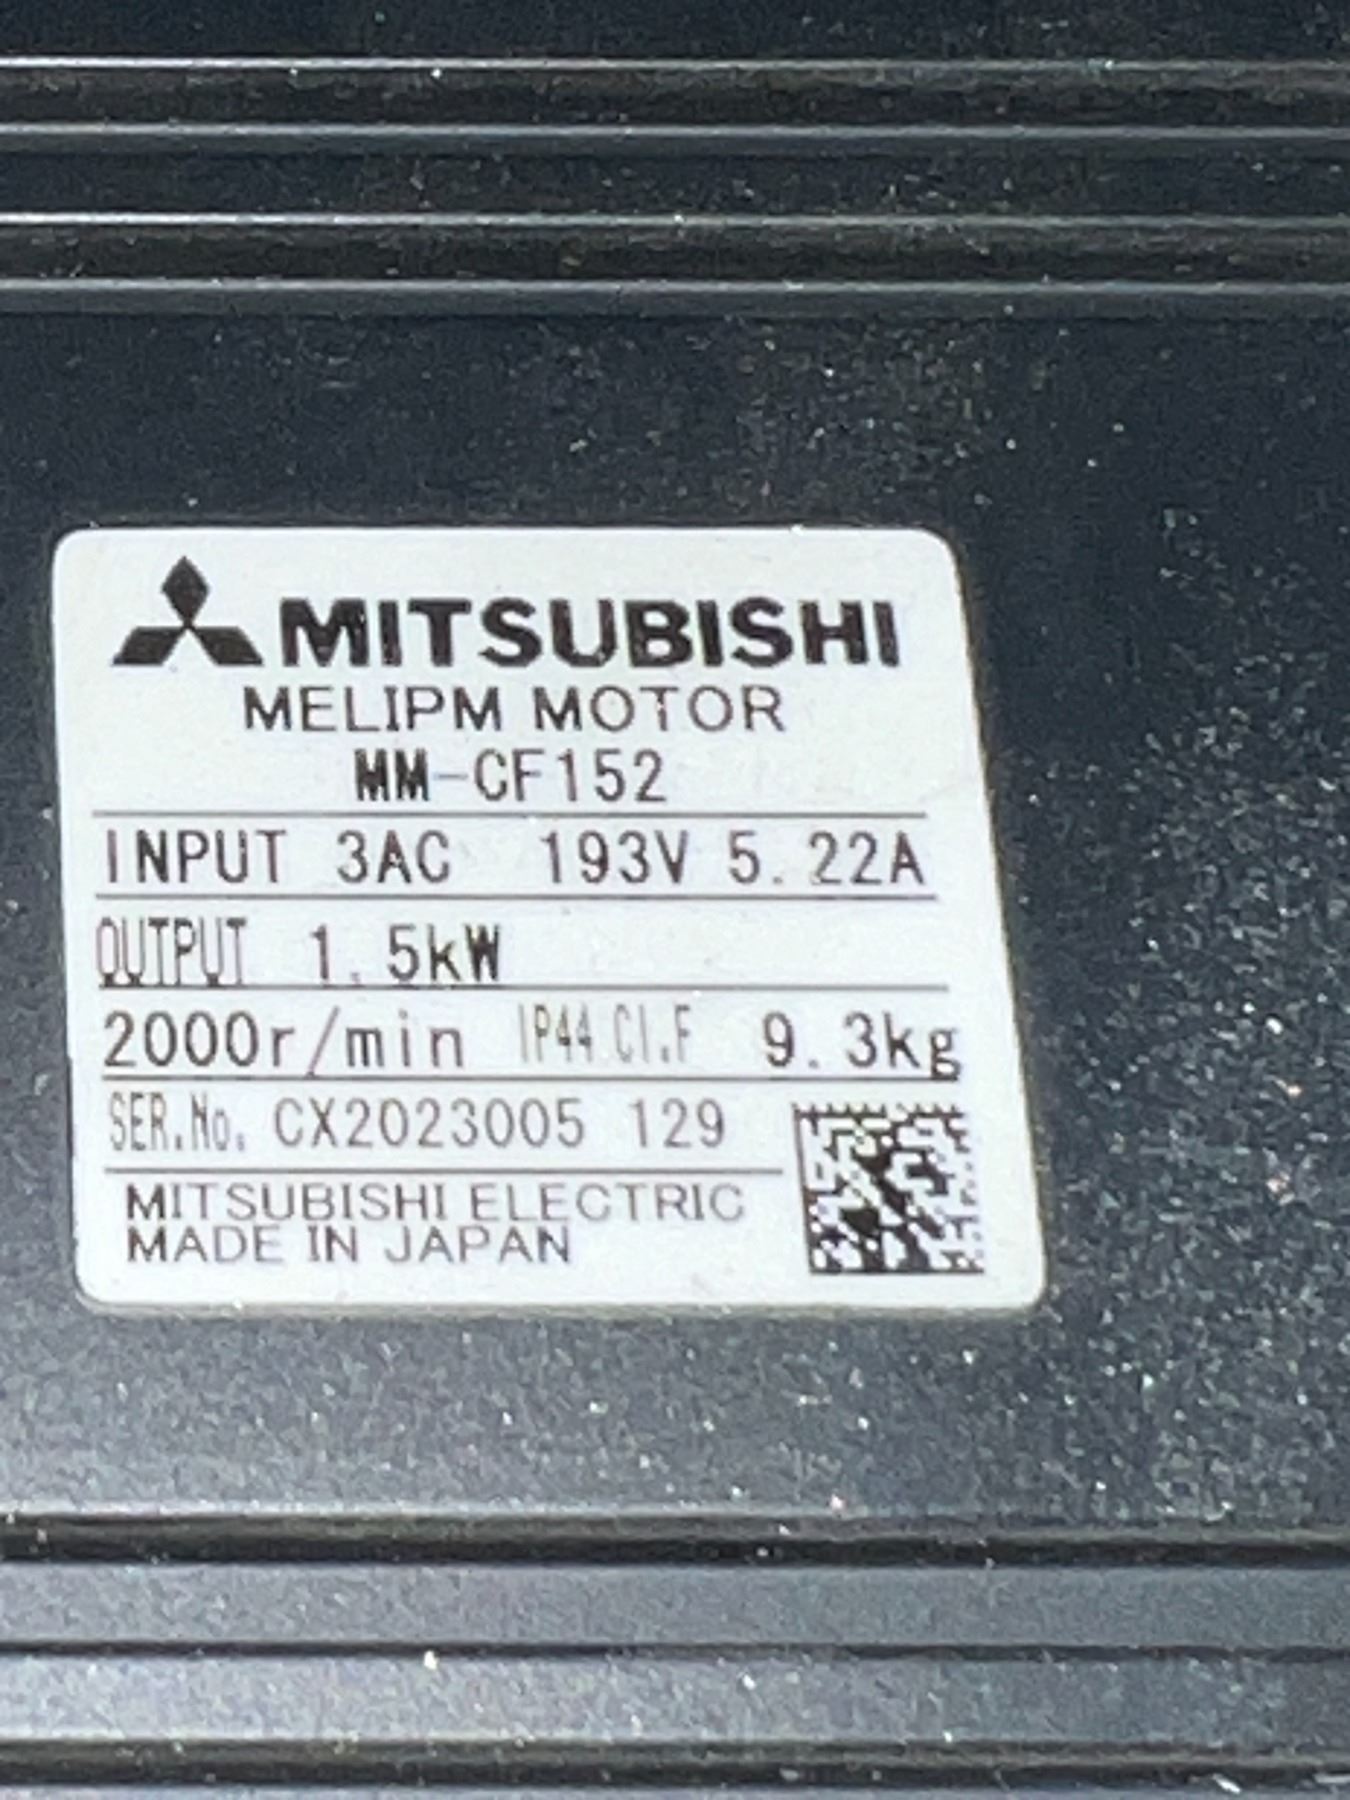 MITSUBISHI
MELIPM MOTOR
MM-CF152
INPUT 3AC 193V 5.22A
OUTPUT 1.5kW
2000r/min IP44 CI.F 9.3kg
SER.No. CX2023005 129
MITSUBISHI ELECTRIC
MADE IN JAPAN